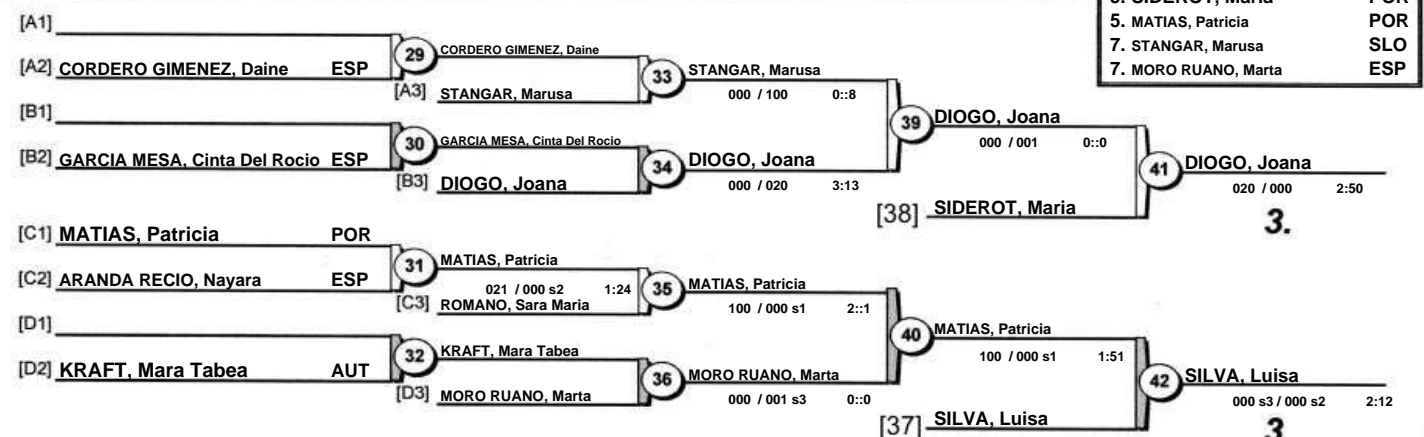 5. MATIAS, Patricia POR
7. STANGAR, Marusa SLO
7. MORO RUANO, Marta ESP
[A1]
29 CORDERO GIMENEZ, Daine
[A2] CORDERO GIMENEZ, Daine ESP
33 STANGAR, Marusa
000 / 100 0::8
[A3] STANGAR, Marusa
[B1]
39 DIOGO, Joana
000 / 001 0::0
30 GARCIA MESA, Cinta Del Rocio
[B2] GARCIA MESA, Cinta Del Rocio ESP
34 DIOGO, Joana
000 / 020 3:13
[B3] DIOGO, Joana
41 DIOGO, Joana
020 / 000 2:50
[38] SIDEROT, Maria
3.
[C1] MATIAS, Patricia POR
31 MATIAS, Patricia
021 / 000 s2 1:24
[C2] ARANDA RECIO, Nayara ESP
35 MATIAS, Patricia
100 / 000 s1 2::1
[C3] ROMANO, Sara Maria
[D1]
40 MATIAS, Patricia
100 / 000 s1 1:51
32 KRAFT, Mara Tabea
[D2] KRAFT, Mara Tabea AUT
36 MORO RUANO, Marta
000 / 001 s3 0::0
[D3] MORO RUANO, Marta
42 SILVA, Luisa
000 s3 / 000 s2 2:12
[37] SILVA, Luisa
3